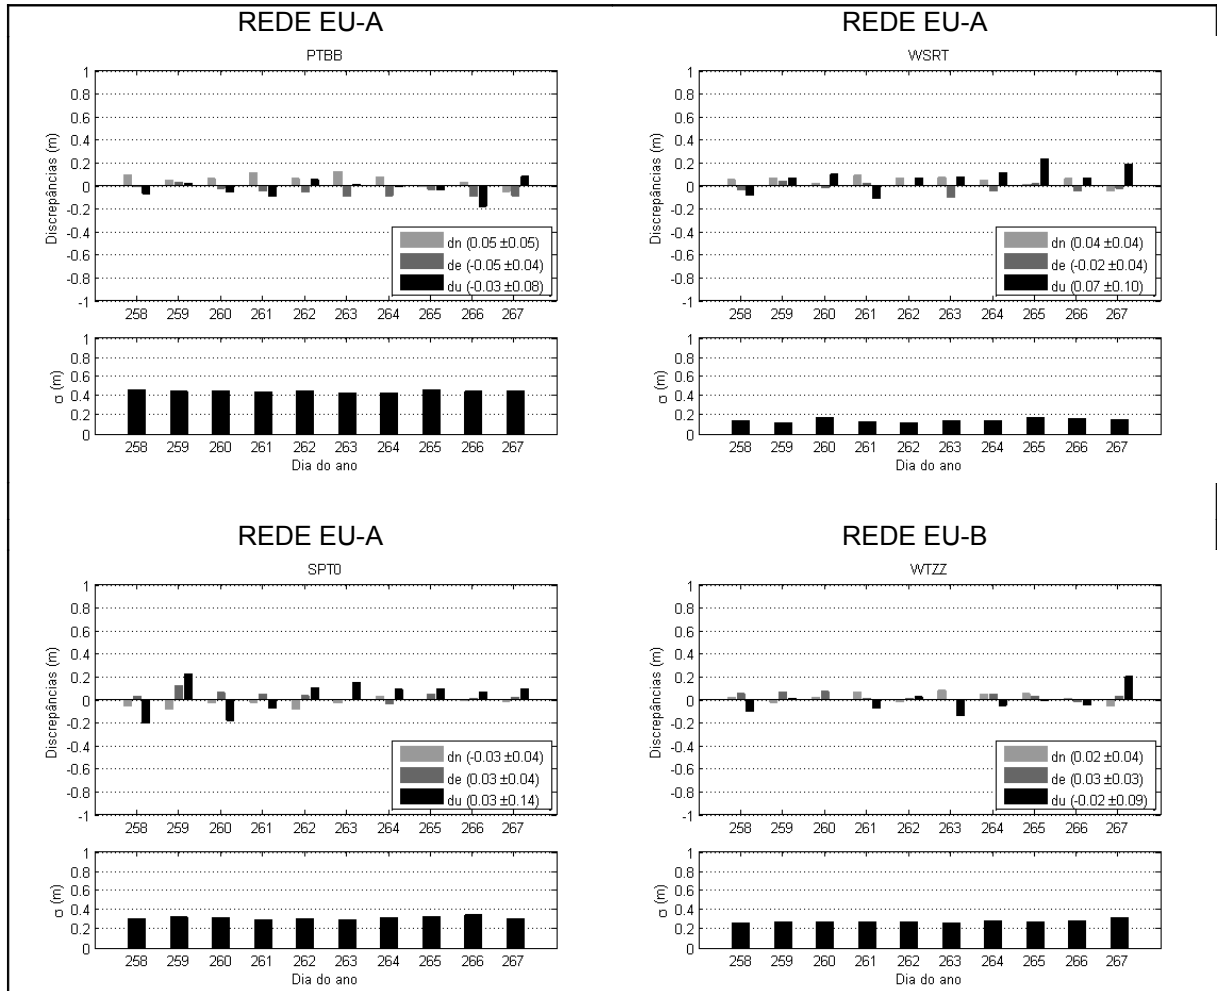 REDE EU-A
PTBB
Discrepâncias (m)
1
0.8
0.6
0.4
0.2
0
-0.2
-0.4
-0.6
-0.8
-1
dn (0.05 ±0.05)
de (-0.05 ±0.04)
du (-0.03 ±0.08)
258 259 260 261 262 263 264 265 266 267
σ (m)
1
0.8
0.6
0.4
0.2
0
258 259 260 261 262 263 264 265 266 267
Dia do ano
REDE EU-A
WSRT
Discrepâncias (m)
1
0.8
0.6
0.4
0.2
0
-0.2
-0.4
-0.6
-0.8
-1
dn (0.04 ±0.04)
de (-0.02 ±0.04)
du (0.07 ±0.10)
258 259 260 261 262 263 264 265 266 267
σ (m)
1
0.8
0.6
0.4
0.2
0
258 259 260 261 262 263 264 265 266 267
Dia do ano
REDE EU-A
SPT0
Discrepâncias (m)
1
0.8
0.6
0.4
0.2
0
-0.2
-0.4
-0.6
-0.8
-1
dn (-0.03 ±0.04)
de (0.03 ±0.04)
du (0.03 ±0.14)
258 259 260 261 262 263 264 265 266 267
σ (m)
1
0.8
0.6
0.4
0.2
0
258 259 260 261 262 263 264 265 266 267
Dia do ano
REDE EU-B
WTZZ
Discrepâncias (m)
1
0.8
0.6
0.4
0.2
0
-0.2
-0.4
-0.6
-0.8
-1
dn (0.02 ±0.04)
de (0.03 ±0.03)
du (-0.02 ±0.09)
258 259 260 261 262 263 264 265 266 267
σ (m)
1
0.8
0.6
0.4
0.2
0
258 259 260 261 262 263 264 265 266 267
Dia do ano